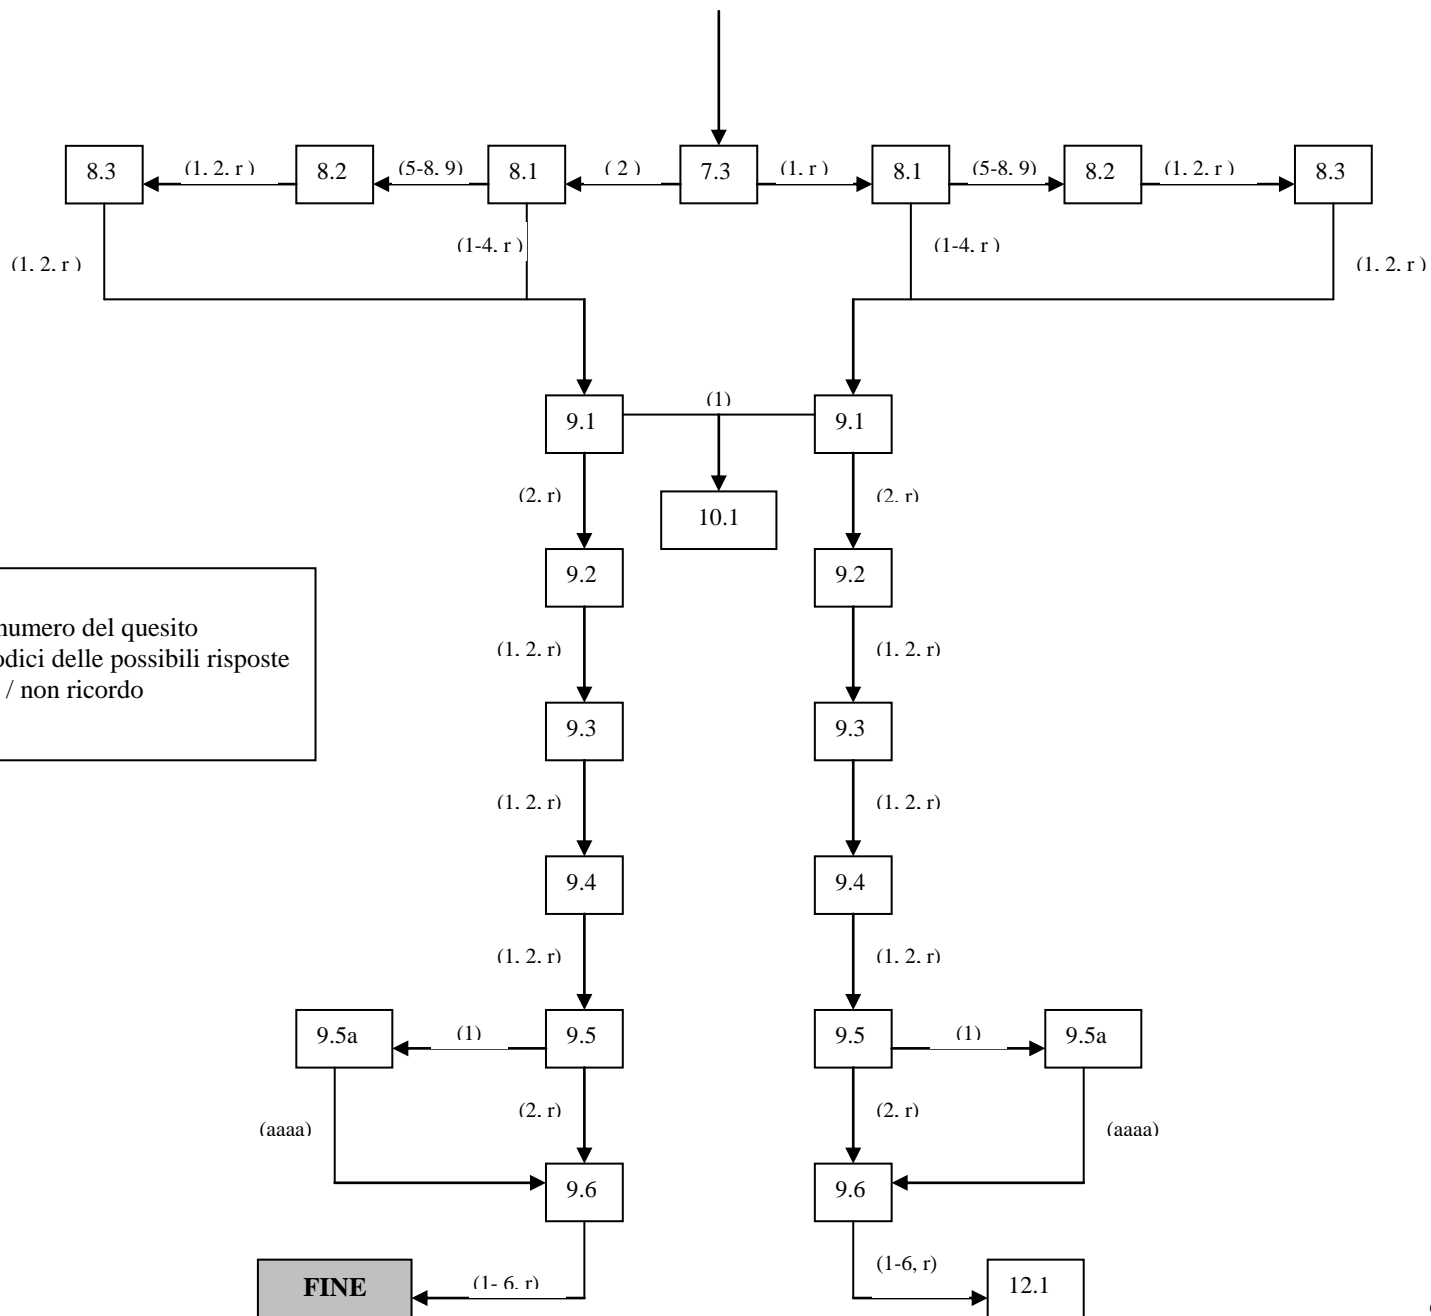 8.3 (1, 2, r ) 8.2 (5-8, 9) 8.1 ( 2 ) 7.3 (1, r ) 8.1 (5-8, 9) 8.2 (1, 2, r ) 8.3
(1-4, r ) (1-4, r )
(1, 2, r ) (1, 2, r )
(1)
9.1 9.1
(2, r) (2, r)
10.1
9.2 9.2
numero del quesito
odici delle possibili risposte
/ non ricordo
(1, 2, r) (1, 2, r)
9.3 9.3
(1, 2, r) (1, 2, r)
9.4 9.4
(1, 2, r) (1, 2, r)
9.5a (1) 9.5 9.5 (1) 9.5a
(2, r) (2, r)
(aaaa) (aaaa)
9.6 9.6
(1-6, r)
FINE (1- 6, r) 12.1